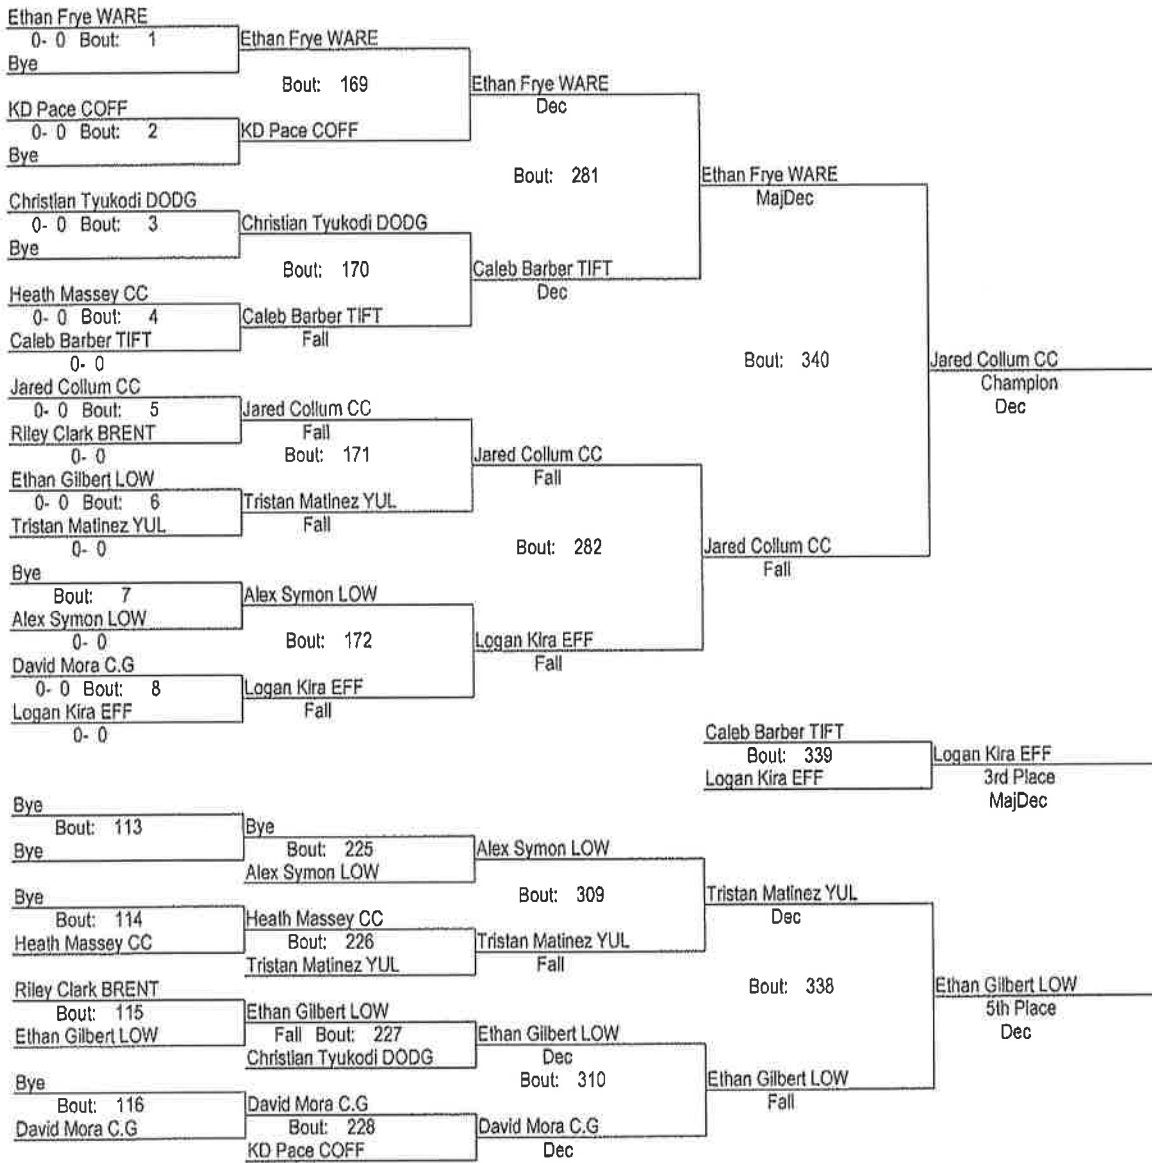 Ethan Frye WARE
0- 0 Bout: 1
Bye
KD Pace COFF
0- 0 Bout: 2
Bye
Christian Tyukodi DODG
0- 0 Bout: 3
Bye
Heath Massey CC
0- 0 Bout: 4
Caleb Barber TIFT
0- 0
Jared Collum CC
0- 0 Bout: 5
Riley Clark BRENT
0- 0
Ethan Gilbert LOW
0- 0 Bout: 6
Tristan Matinez YUL
0- 0
Bye
Bout: 7
Alex Symon LOW
0- 0
David Mora C.G
0- 0 Bout: 8
Logan Kira EFF
0- 0
Ethan Frye WARE
Bout: 169
KD Pace COFF
Christian Tyukodi DODG
Bout: 170
Caleb Barber TIFT
Fall
Jared Collum CC
Fall
Bout: 171
Tristan Matinez YUL
Fall
Alex Symon LOW
Bout: 172
Logan Kira EFF
Fall
Ethan Frye WARE
Dec
Bout: 281
Caleb Barber TIFT
Dec
Jared Collum CC
Fall
Bout: 282
Logan Kira EFF
Fall
Ethan Frye WARE
MajDec
Bout: 340
Jared Collum CC
Fall
Jared Collum CC
Champion
Dec
Caleb Barber TIFT
Bout: 339
Logan Kira EFF
Logan Kira EFF
3rd Place
MajDec
Bye
Bout: 113
Bye
Bye
Bout: 114
Heath Massey CC
Riley Clark BRENT
Bout: 115
Ethan Gilbert LOW
Bye
Bout: 116
David Mora C.G
Bye
Bout: 225
Alex Symon LOW
Heath Massey CC
Bout: 226
Tristan Matinez YUL
Ethan Gilbert LOW
Fall Bout: 227
Christian Tyukodi DODG
David Mora C.G
Bout: 228
KD Pace COFF
Alex Symon LOW
Bout: 309
Tristan Matinez YUL
Fall
Ethan Gilbert LOW
Dec
Bout: 310
David Mora C.G
Dec
Tristan Matinez YUL
Dec
Bout: 338
Ethan Gilbert LOW
Fall
Ethan Gilbert LOW
5th Place
Dec